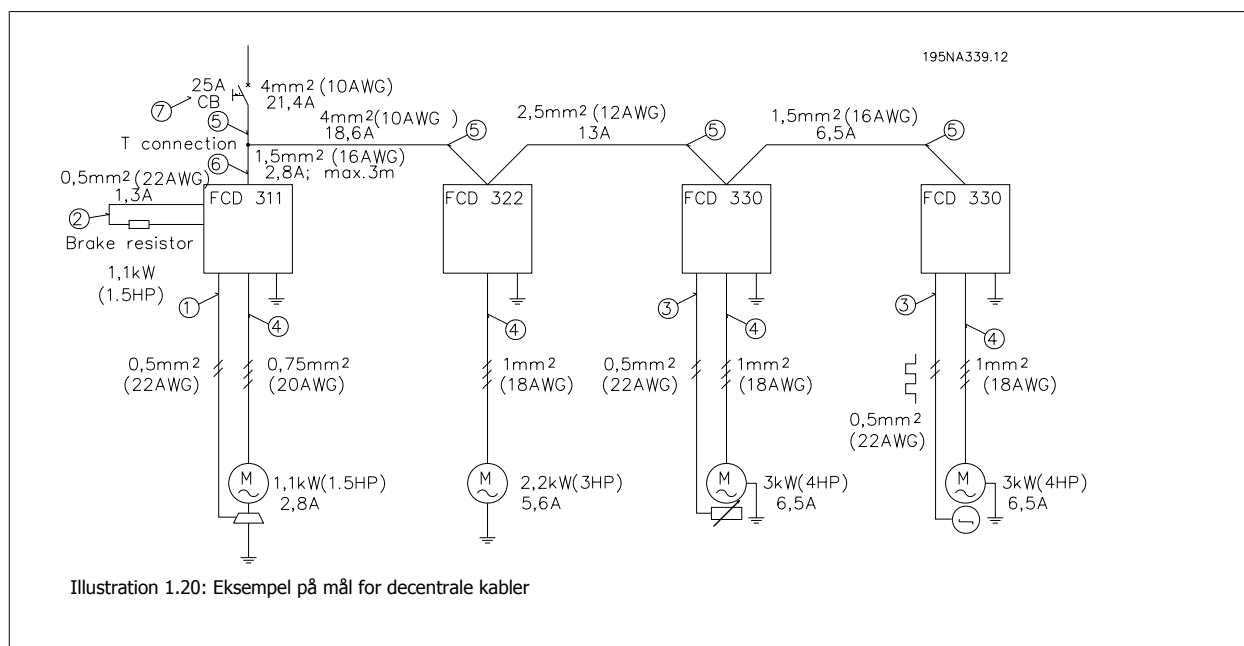 195NA339.12
25A
CB
4mm² (10AWG)
21,4A
7
5
T connection
4mm² (10AWG )
18,6A
5
2,5mm² (12AWG)
13A
5
1,5mm² (16AWG)
6,5A
5
6
1,5mm² (16AWG)
2,8A; max.3m
0,5mm² (22AWG)
1,3A
2
Brake resistor
FCD 311
FCD 322
FCD 330
FCD 330
1,1kW
(1.5HP)
1
4
4
3
4
3
4
0,5mm²
(22AWG)
0,75mm²
(20AWG)
1mm²
(18AWG)
0,5mm²
(22AWG)
1mm²
(18AWG)
0,5mm²
(22AWG)
1mm²
(18AWG)
M
1,1kW(1.5HP)
2,8A
M
2,2kW(3HP)
5,6A
M
3kW(4HP)
6,5A
M
3kW(4HP)
6,5A
Illustration 1.20: Eksempel på mål for decentrale kabler